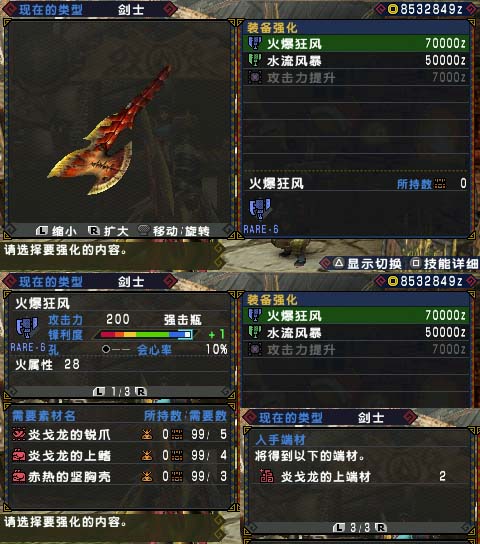 现在的类型 剑士
8532849z
装备强化
火爆狂风 70000z
水流风暴 50000z
攻击力提升 7000z
火爆狂风 所持数 0
RARE-6
L 缩小 R 扩大 移动/旋转
请选择要强化的内容。
△显示切换 □技能详细
现在的类型 剑士
8532849z
火爆狂风
攻击力 200 强击瓶
锋利度 +1
RARE-6 孔 ●-- 会心率 10%
火属性 28
L 1/3 R
装备强化
火爆狂风 70000z
水流风暴 50000z
攻击力提升 7000z
需要素材名 所持数/需要数
炎戈龙的锐爪 0 99/ 5
炎戈龙的上鳍 0 99/ 4
赤热的坚胸壳 0 99/ 3
请选择要强化的内容。
现在的类型 剑士
入手端材
将得到以下的端材。
炎戈龙的上端材 2
L 3/3 R